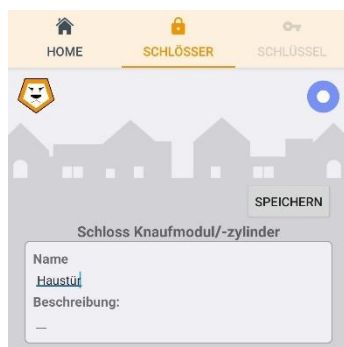 HOME SCHLÖSSER SCHLÜSSEL
SPEICHERN
Schloss Knaufmodul/-zylinder
Name
Haustür
Beschreibung: